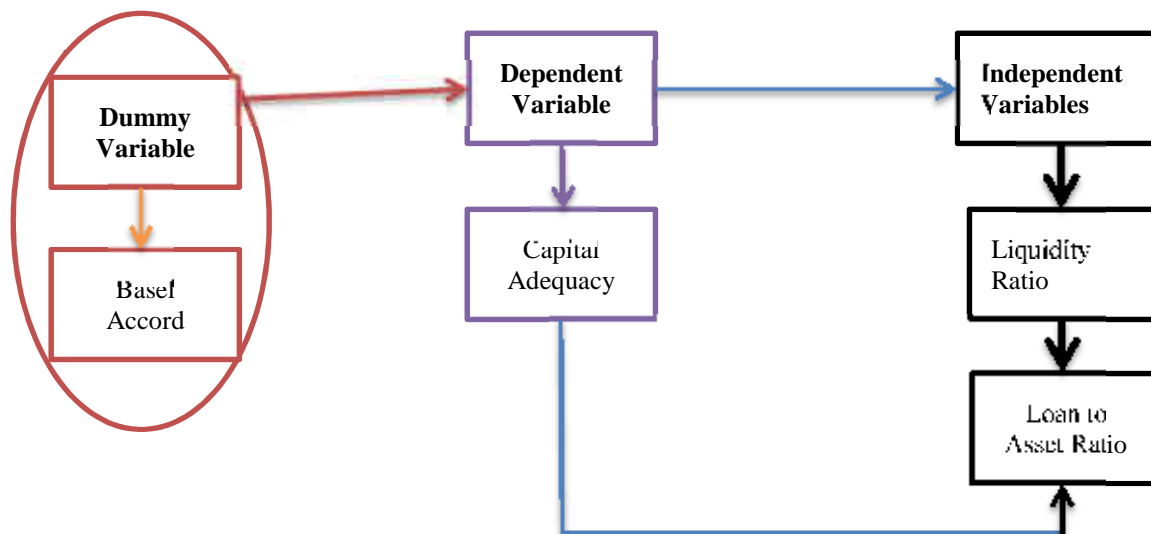 Dummy
Variable
Basel
Accord
Dependent
Variable
Capital
Adequacy
Independent
Variables
Liquidity
Ratio
Loan to
Asset Ratio